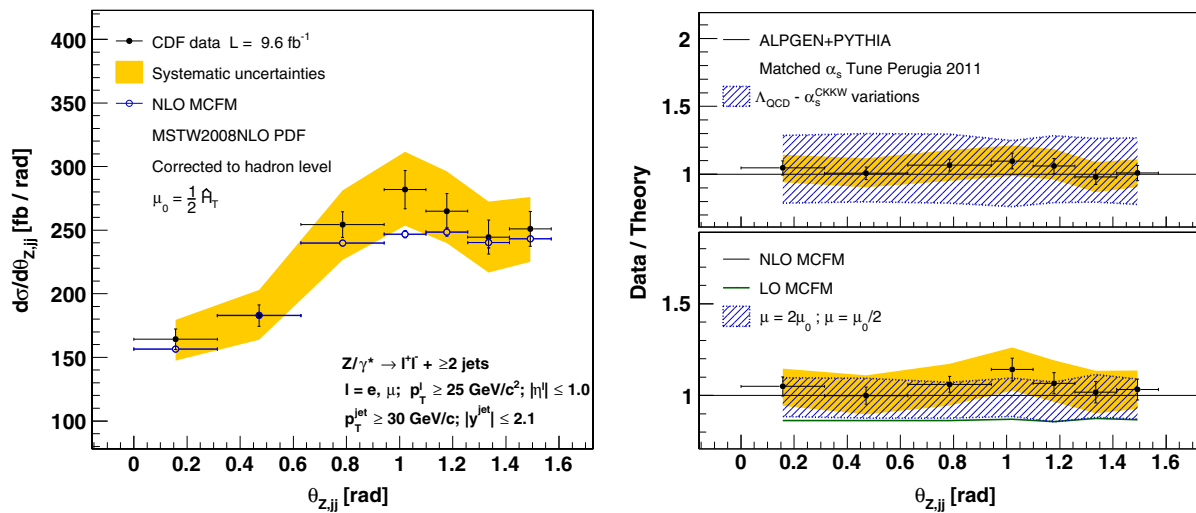 400
350
300
250
200
150
100
dσ/dθ_Z,jj [fb / rad]
CDF data L = 9.6 fb⁻¹
Systematic uncertainties
NLO MCFM
MSTW2008NLO PDF
Corrected to hadron level
μ₀ = 1/2 Ĥ_T
Z/γ* → l⁺l⁻ + ≥2 jets
l = e, μ; p_T^l ≥ 25 GeV/c²; |η^l| ≤ 1.0
p_T^jet ≥ 30 GeV/c; |y^jet| ≤ 2.1
0 0.2 0.4 0.6 0.8 1 1.2 1.4 1.6
θ_Z,jj [rad]
Data / Theory
2
1.5
1
ALPGEN+PYTHIA
Matched α_s Tune Perugia 2011
Λ_QCD - α_s^CKKW variations
1.5
1
NLO MCFM
LO MCFM
μ = 2μ₀ ; μ = μ₀/2
0 0.2 0.4 0.6 0.8 1 1.2 1.4 1.6
θ_Z,jj [rad]